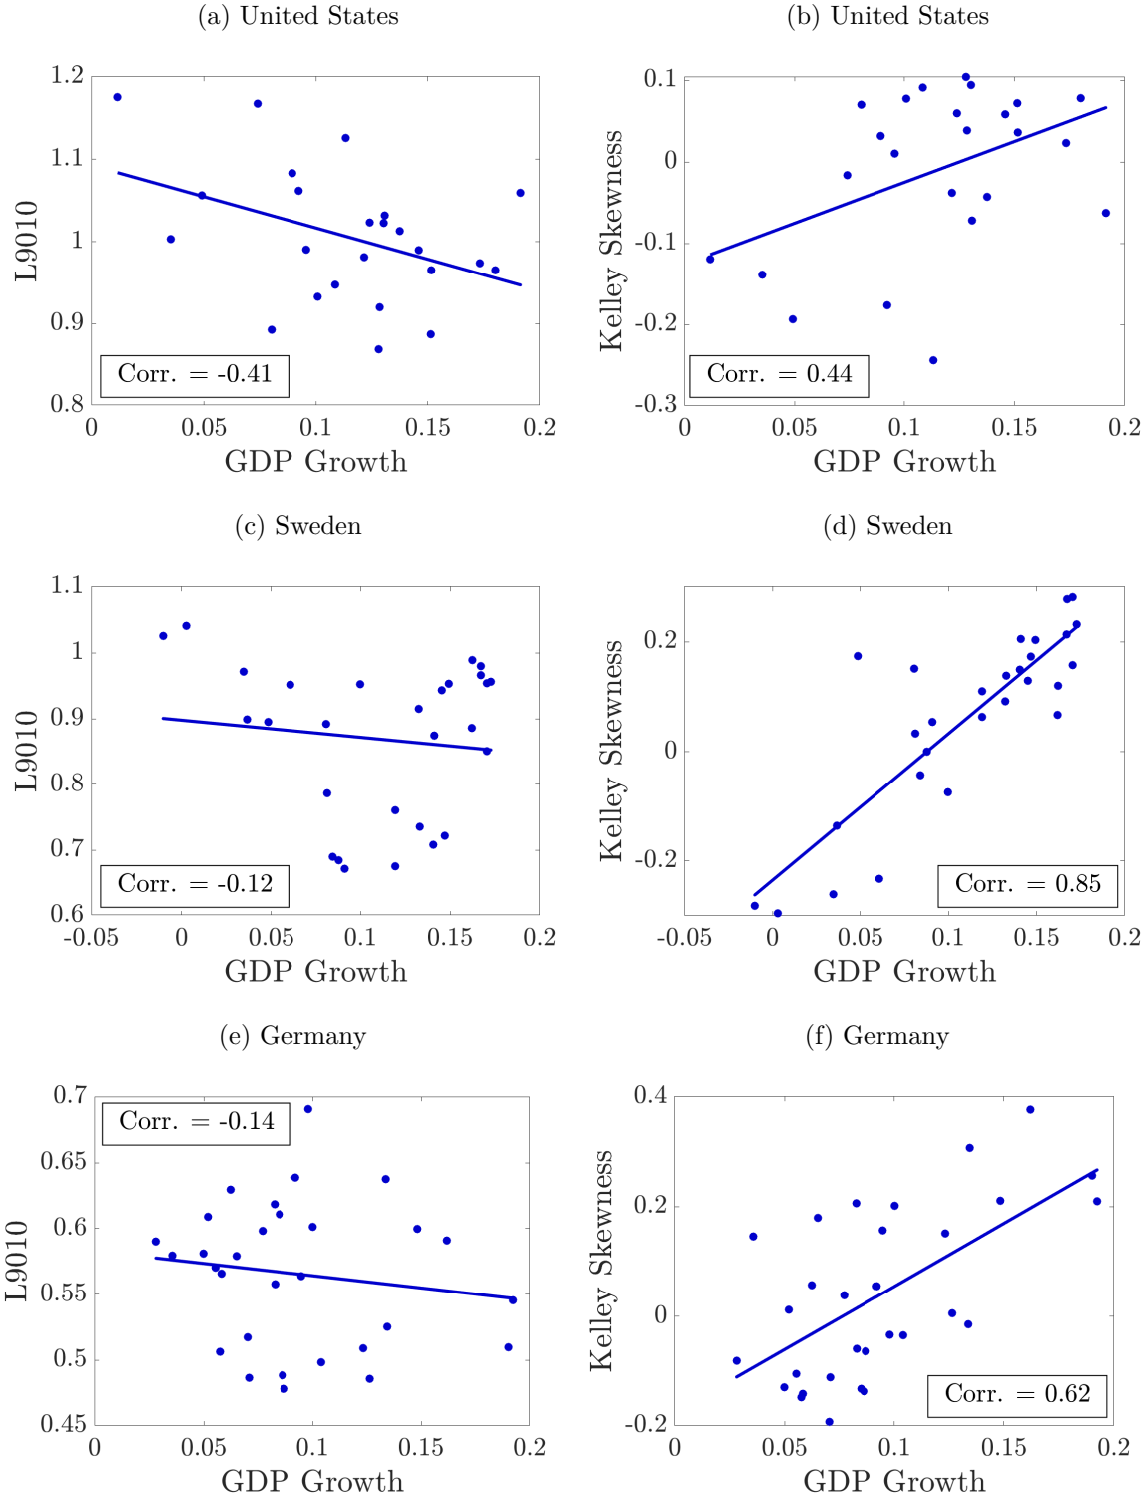 (a) United States
1.2
1.1
1
0.9
0.8
L9010
Corr. = -0.41
0 0.05 0.1 0.15 0.2
GDP Growth
(b) United States
0.1
0
-0.1
-0.2
-0.3
Kelley Skewness
Corr. = 0.44
0 0.05 0.1 0.15 0.2
GDP Growth
(c) Sweden
1.1
1
0.9
0.8
0.7
0.6
L9010
Corr. = -0.12
-0.05 0 0.05 0.1 0.15 0.2
GDP Growth
(d) Sweden
0.2
0
-0.2
Kelley Skewness
Corr. = 0.85
-0.05 0 0.05 0.1 0.15 0.2
GDP Growth
(e) Germany
0.7
0.65
0.6
0.55
0.5
0.45
L9010
Corr. = -0.14
0 0.05 0.1 0.15 0.2
GDP Growth
(f) Germany
0.4
0.2
0
-0.2
Kelley Skewness
Corr. = 0.62
0 0.05 0.1 0.15 0.2
GDP Growth